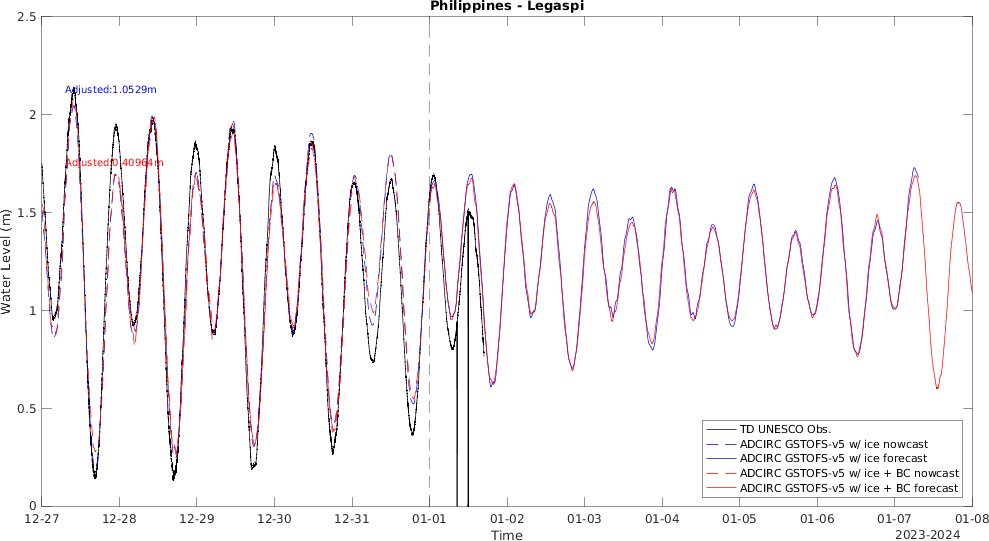 Philippines - Legaspi
2.5
2
1.5
1
0.5
0
Water Level (m)
Adjusted:1.0529m
Adjusted:0.40964m
TD UNESCO Obs.
ADCIRC GSTOFS-v5 w/ ice nowcast
ADCIRC GSTOFS-v5 w/ ice forecast
ADCIRC GSTOFS-v5 w/ ice + BC nowcast
ADCIRC GSTOFS-v5 w/ ice + BC forecast
12-27 12-28 12-29 12-30 12-31 01-01 01-02 01-03 01-04 01-05 01-06 01-07 01-08
Time
2023-2024